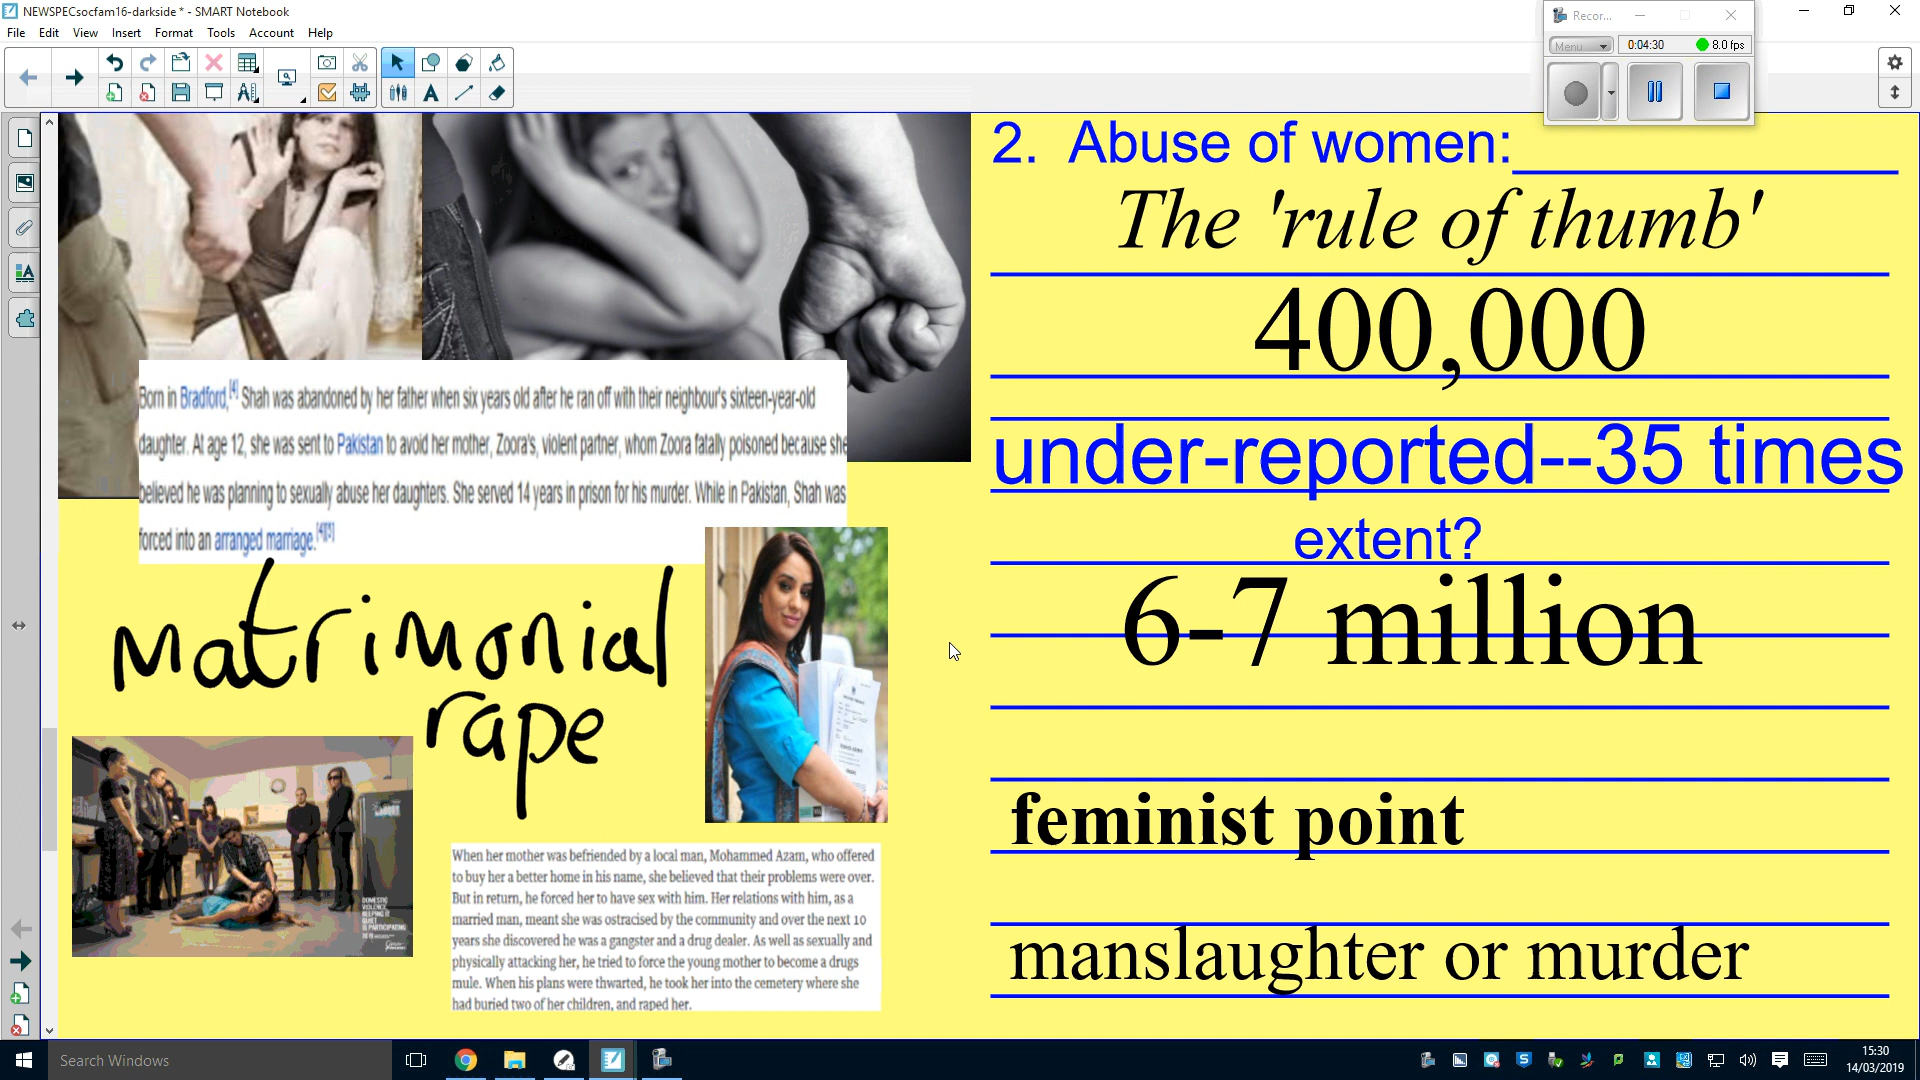 NEWSPECsocfam16-darkside * - SMART Notebook
Recor...
File Edit View Insert Format Tools Account Help
Menu 0:04:30 8.0 fps
2. Abuse of women:
The 'rule of thumb'
400,000
under-reported--35 times
extent?
6-7 million
feminist point
manslaughter or murder
Born in Bradford,[4] Shah was abandoned by her father when six years old after he ran off with their neighbour's sixteen-year-old
daughter. At age 12, she was sent to Pakistan to avoid her mother, Zoora's, violent partner, whom Zoora fatally poisoned because she
believed he was planning to sexually abuse her daughters. She served 14 years in prison for his murder. While in Pakistan, Shah was
forced into an arranged marriage.[4][5]
matrimonial
rape
DOMESTIC
VIOLENCE.
KEEPING IT
QUIET
IS PARTICIPATING
When her mother was befriended by a local man, Mohammed Azam, who offered
to buy her a better home in his name, she believed that their problems were over.
But in return, he forced her to have sex with him. Her relations with him, as a
married man, meant she was ostracised by the community and over the next 10
years she discovered he was a gangster and a drug dealer. As well as sexually and
physically attacking her, he tried to force the young mother to become a drugs
mule. When his plans were thwarted, he took her into the cemetery where she
had buried two of her children, and raped her.
Search Windows
15:30
14/03/2019